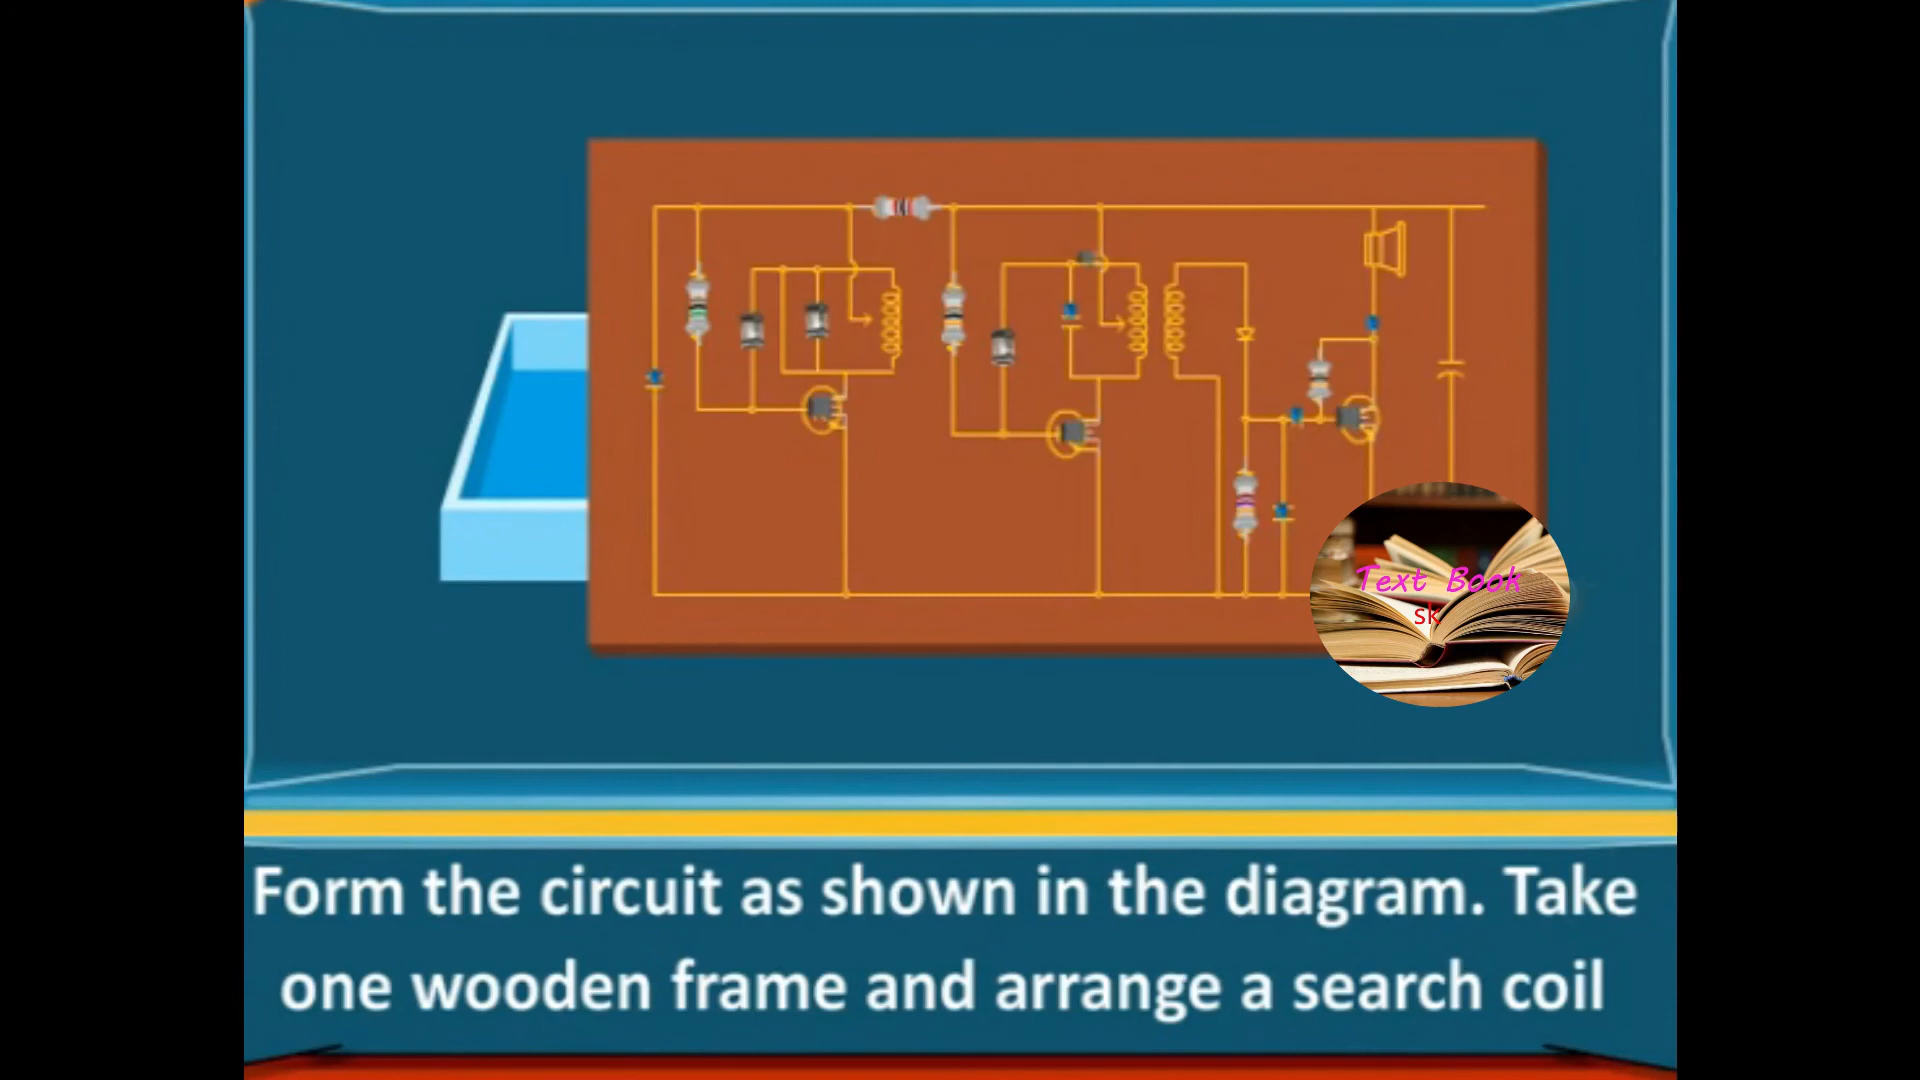 Text Book
sk
Form the circuit as shown in the diagram. Take
one wooden frame and arrange a search coil